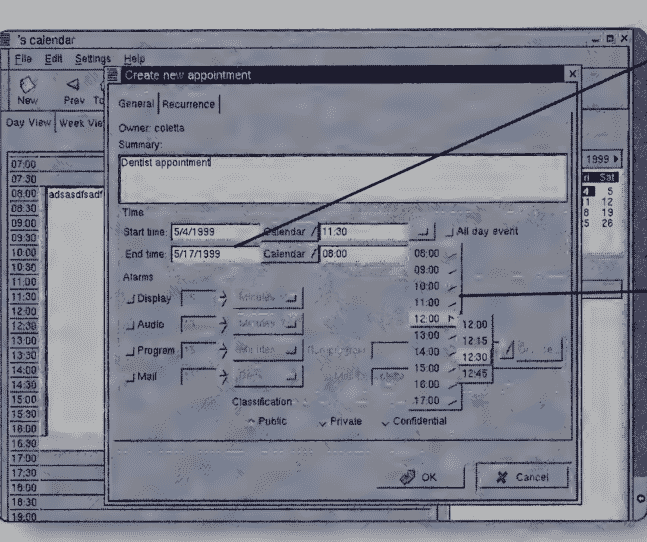 's calendar
File Edit Settings Help
New Prev
Day View Week
Create new appointment
General Recurrence
Owner: coletta
Summary:
Dentist appointment
Time
Start time: 5/4/1999 Calendar 11:30 All day event
End time: 5/17/1999 Calendar 08:00
Alarms
Display
Audio
Program
Mail
Classification
Public Private Confidential
OK Cancel
08:00
09:00
10:00
11:00
12:00
13:00
14:00
15:00
16:00
17:00
12:00
12:15
12:30
12:45
1999
Sat
4 5
11 12
18 19
25 26
07:00
07:30
08:00 adsasdfsadf
08:30
09:00
09:30
10:00
10:30
11:00
11:30
12:00
12:30
13:00
13:30
14:00
14:30
15:00
15:30
16:00
16:30
17:00
17:30
18:00
18:30
19:00